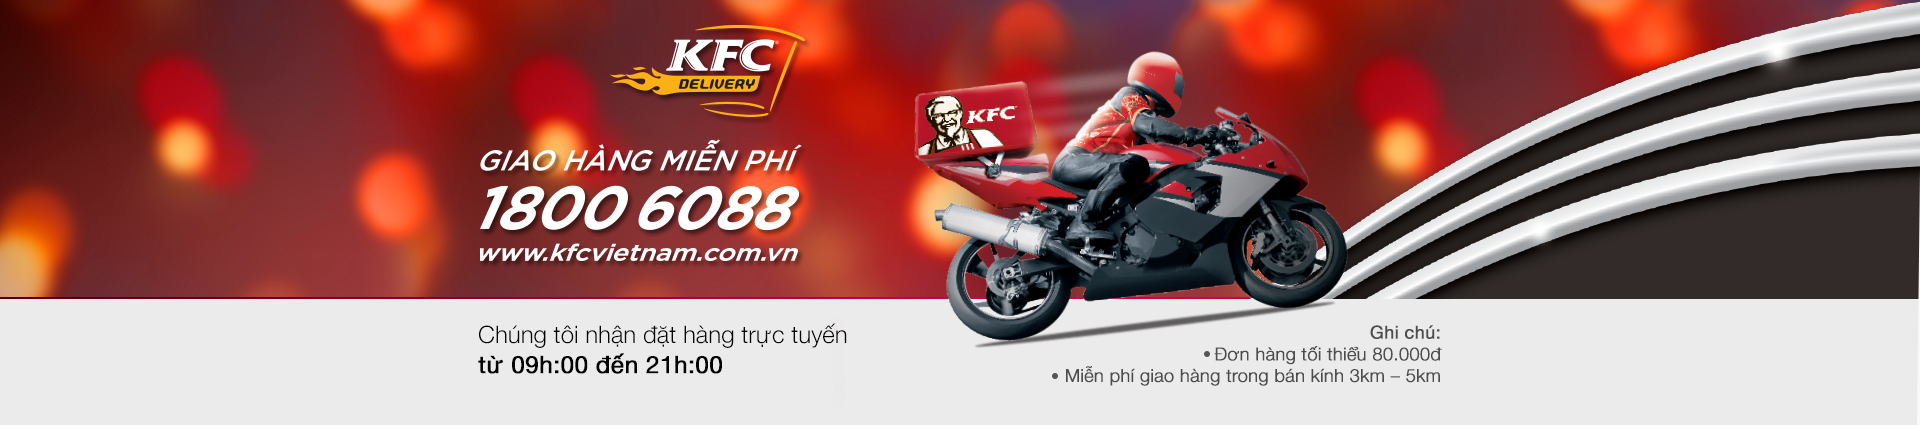 KFC
DELIVERY
GIAO HÀNG MIỄN PHÍ
1800 6088
www.kfcvietnam.com.vn
KFC
Chúng tôi nhận đặt hàng trực tuyến
từ 09h:00 đến 21h:00
Ghi chú:
• Đơn hàng tối thiểu 80.000đ
• Miễn phí giao hàng trong bán kính 3km – 5km